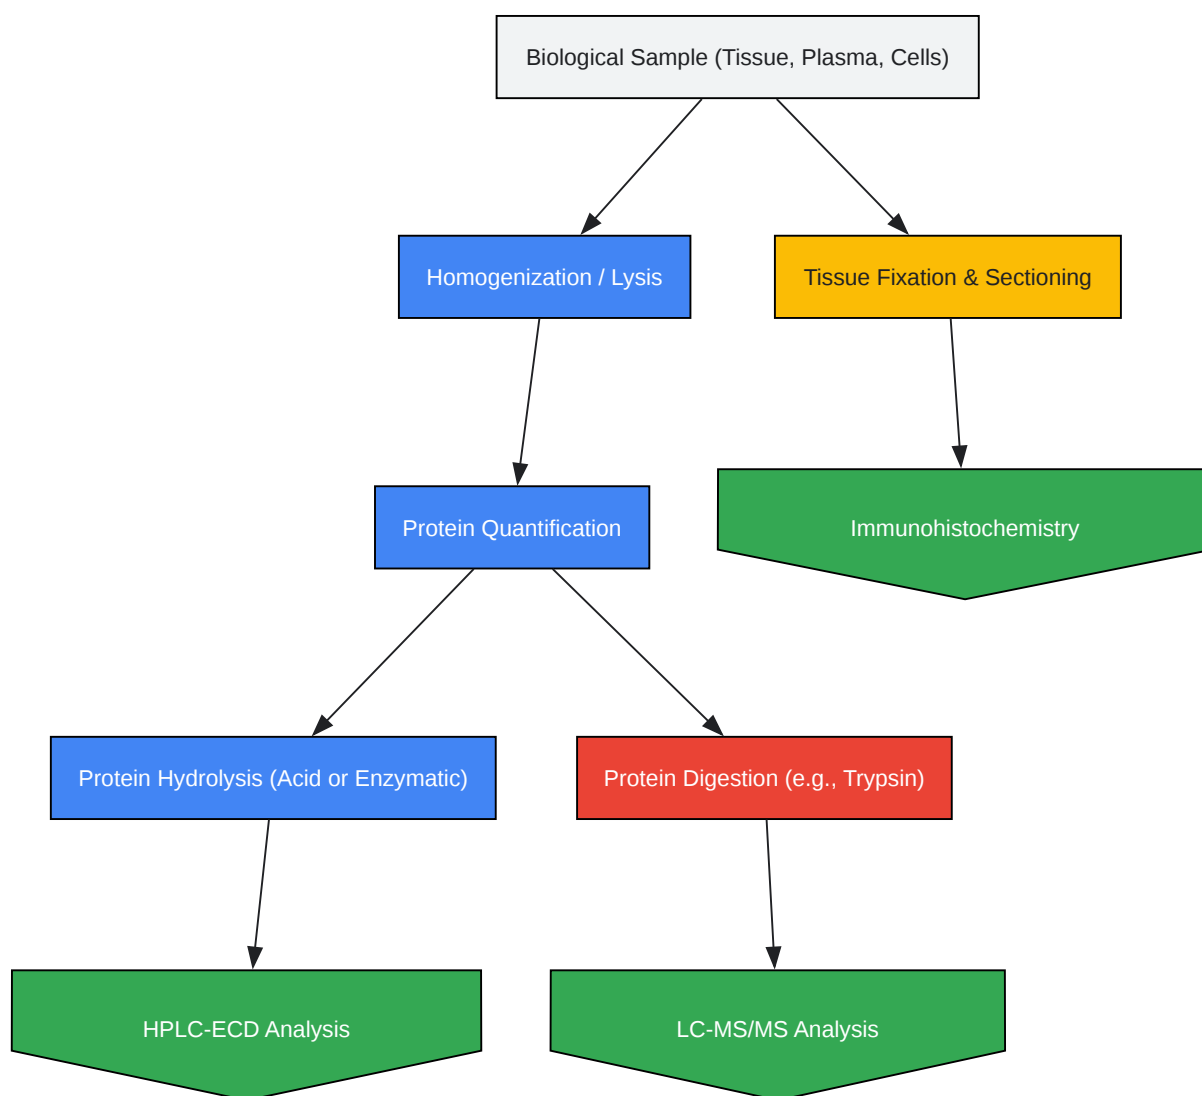 Biological Sample (Tissue, Plasma, Cells)
Homogenization / Lysis
Tissue Fixation & Sectioning
Protein Quantification
Immunohistochemistry
Protein Hydrolysis (Acid or Enzymatic)
Protein Digestion (e.g., Trypsin)
HPLC-ECD Analysis
LC-MS/MS Analysis